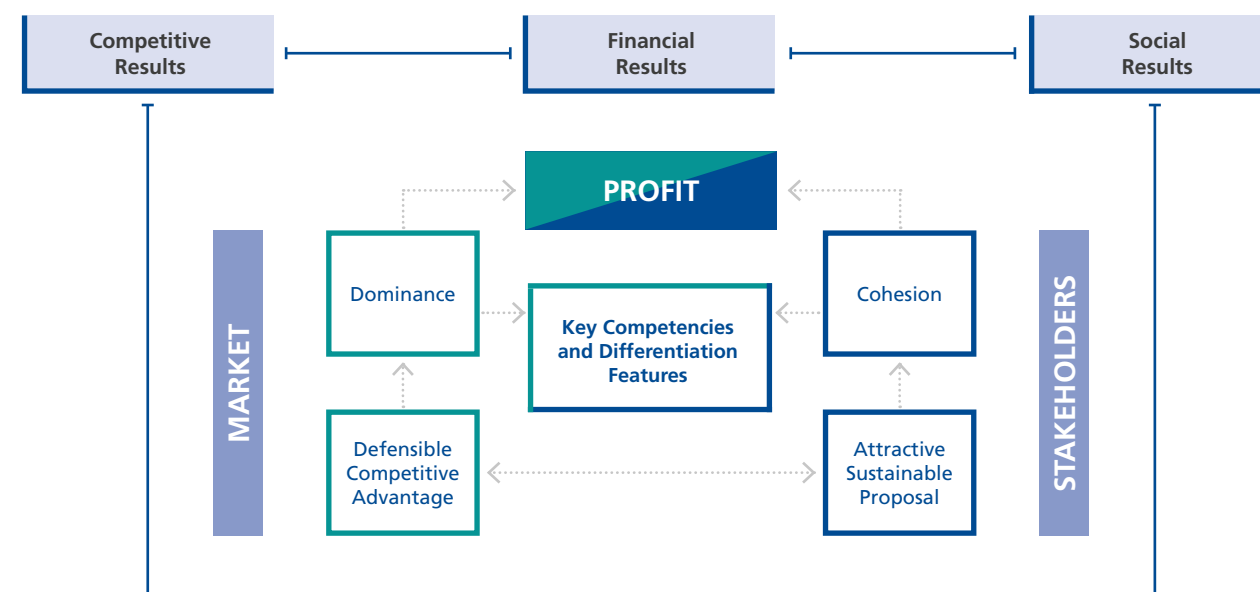 Competitive
Results
Financial
Results
Social
Results
PROFIT
MARKET
Dominance
Key Competencies
and Differentiation
Features
Cohesion
STAKEHOLDERS
Defensible
Competitive
Advantage
Attractive
Sustainable
Proposal